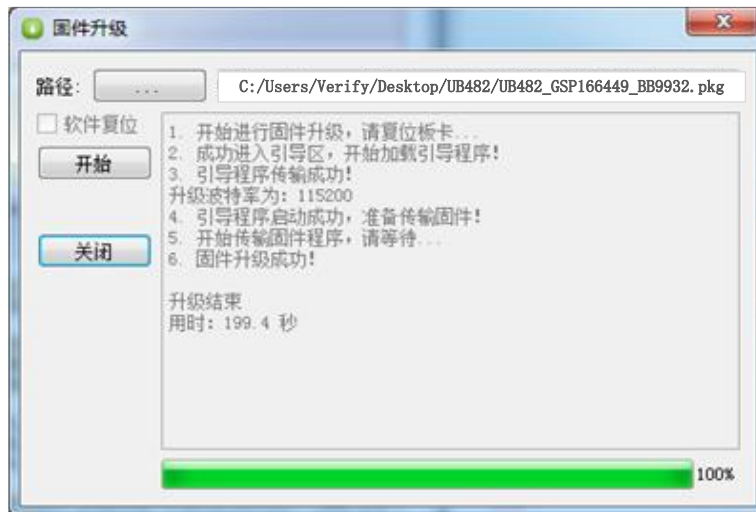 固件升级
路径: ... C:/Users/Verify/Desktop/UB482/UB482_GSP166449_BB9932.pkg
软件复位
开始
关闭
1. 开始进行固件升级，请复位板卡...
2. 成功进入引导区，开始加载引导程序!
3. 引导程序传输成功!
升级波特率为: 115200
4. 引导程序启动成功，准备传输固件!
5. 开始传输固件程序，请等待...
6. 固件升级成功!
升级结束
用时: 199.4 秒
100%